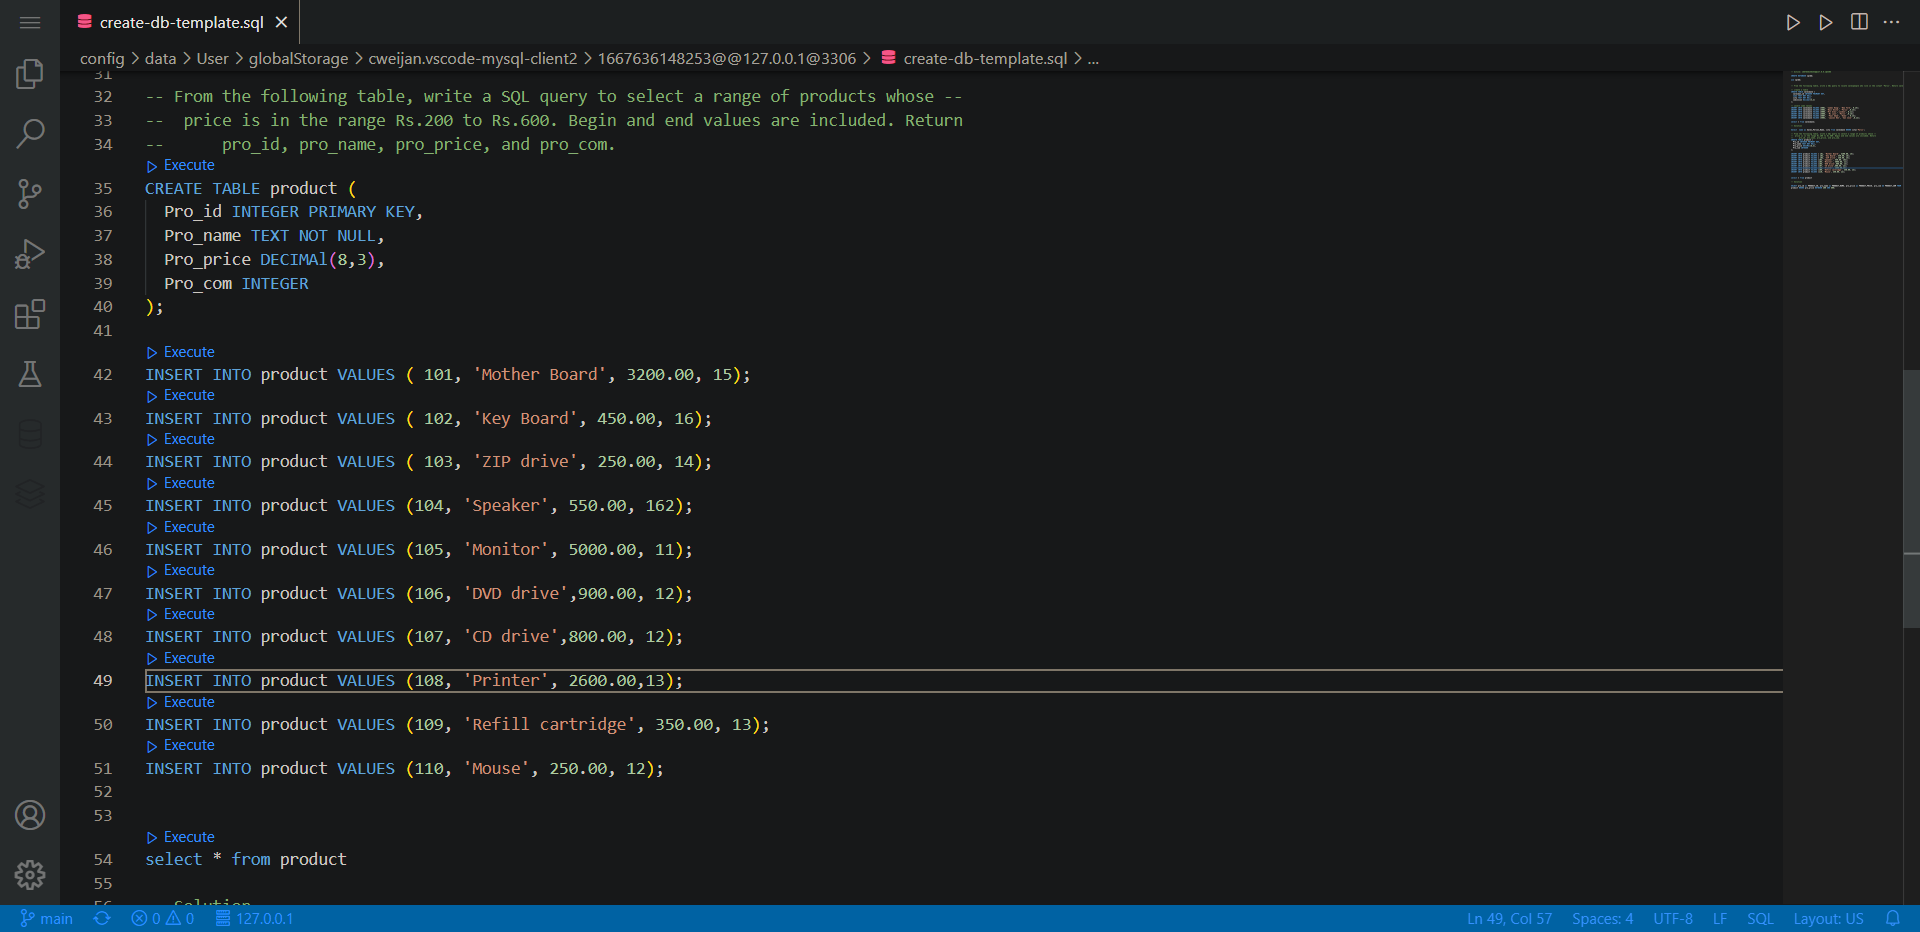 create-db-template.sql
config > data > User > globalStorage > cweijan.vscode-mysql-client2 > 1667636148253@@127.0.0.1@3306 > create-db-template.sql > ...
31
32 -- From the following table, write a SQL query to select a range of products whose --
33 --  price is in the range Rs.200 to Rs.600. Begin and end values are included. Return
34 --      pro_id, pro_name, pro_price, and pro_com.
Execute
35 CREATE TABLE product (
36   Pro_id INTEGER PRIMARY KEY,
37   Pro_name TEXT NOT NULL,
38   Pro_price DECIMAl(8,3),
39   Pro_com INTEGER
40 );
41
Execute
42 INSERT INTO product VALUES ( 101, 'Mother Board', 3200.00, 15);
Execute
43 INSERT INTO product VALUES ( 102, 'Key Board', 450.00, 16);
Execute
44 INSERT INTO product VALUES ( 103, 'ZIP drive', 250.00, 14);
Execute
45 INSERT INTO product VALUES (104, 'Speaker', 550.00, 162);
Execute
46 INSERT INTO product VALUES (105, 'Monitor', 5000.00, 11);
Execute
47 INSERT INTO product VALUES (106, 'DVD drive',900.00, 12);
Execute
48 INSERT INTO product VALUES (107, 'CD drive',800.00, 12);
Execute
49 INSERT INTO product VALUES (108, 'Printer', 2600.00,13);
Execute
50 INSERT INTO product VALUES (109, 'Refill cartridge', 350.00, 13);
Execute
51 INSERT INTO product VALUES (110, 'Mouse', 250.00, 12);
52
53
Execute
54 select * from product
55
56 -- Solution
main 0 0 127.0.0.1 Ln 49, Col 57 Spaces: 4 UTF-8 LF SQL Layout: US